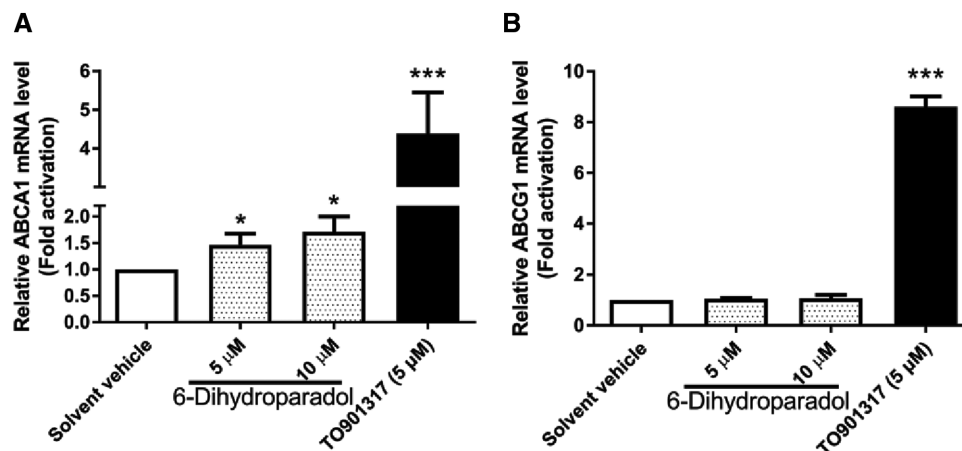 A
Relative ABCA1 mRNA level
(Fold activation)
6
5
4
3
2.0
1.5
1.0
0.5
0.0
*
*
***
Solvent vehicle
5 µM
10 µM
TO901317 (5 µM)
6-Dihydroparadol
B
Relative ABCG1 mRNA level
(Fold activation)
10
8
6
4
2
0
***
Solvent vehicle
5 µM
10 µM
TO901317 (5 µM)
6-Dihydroparadol